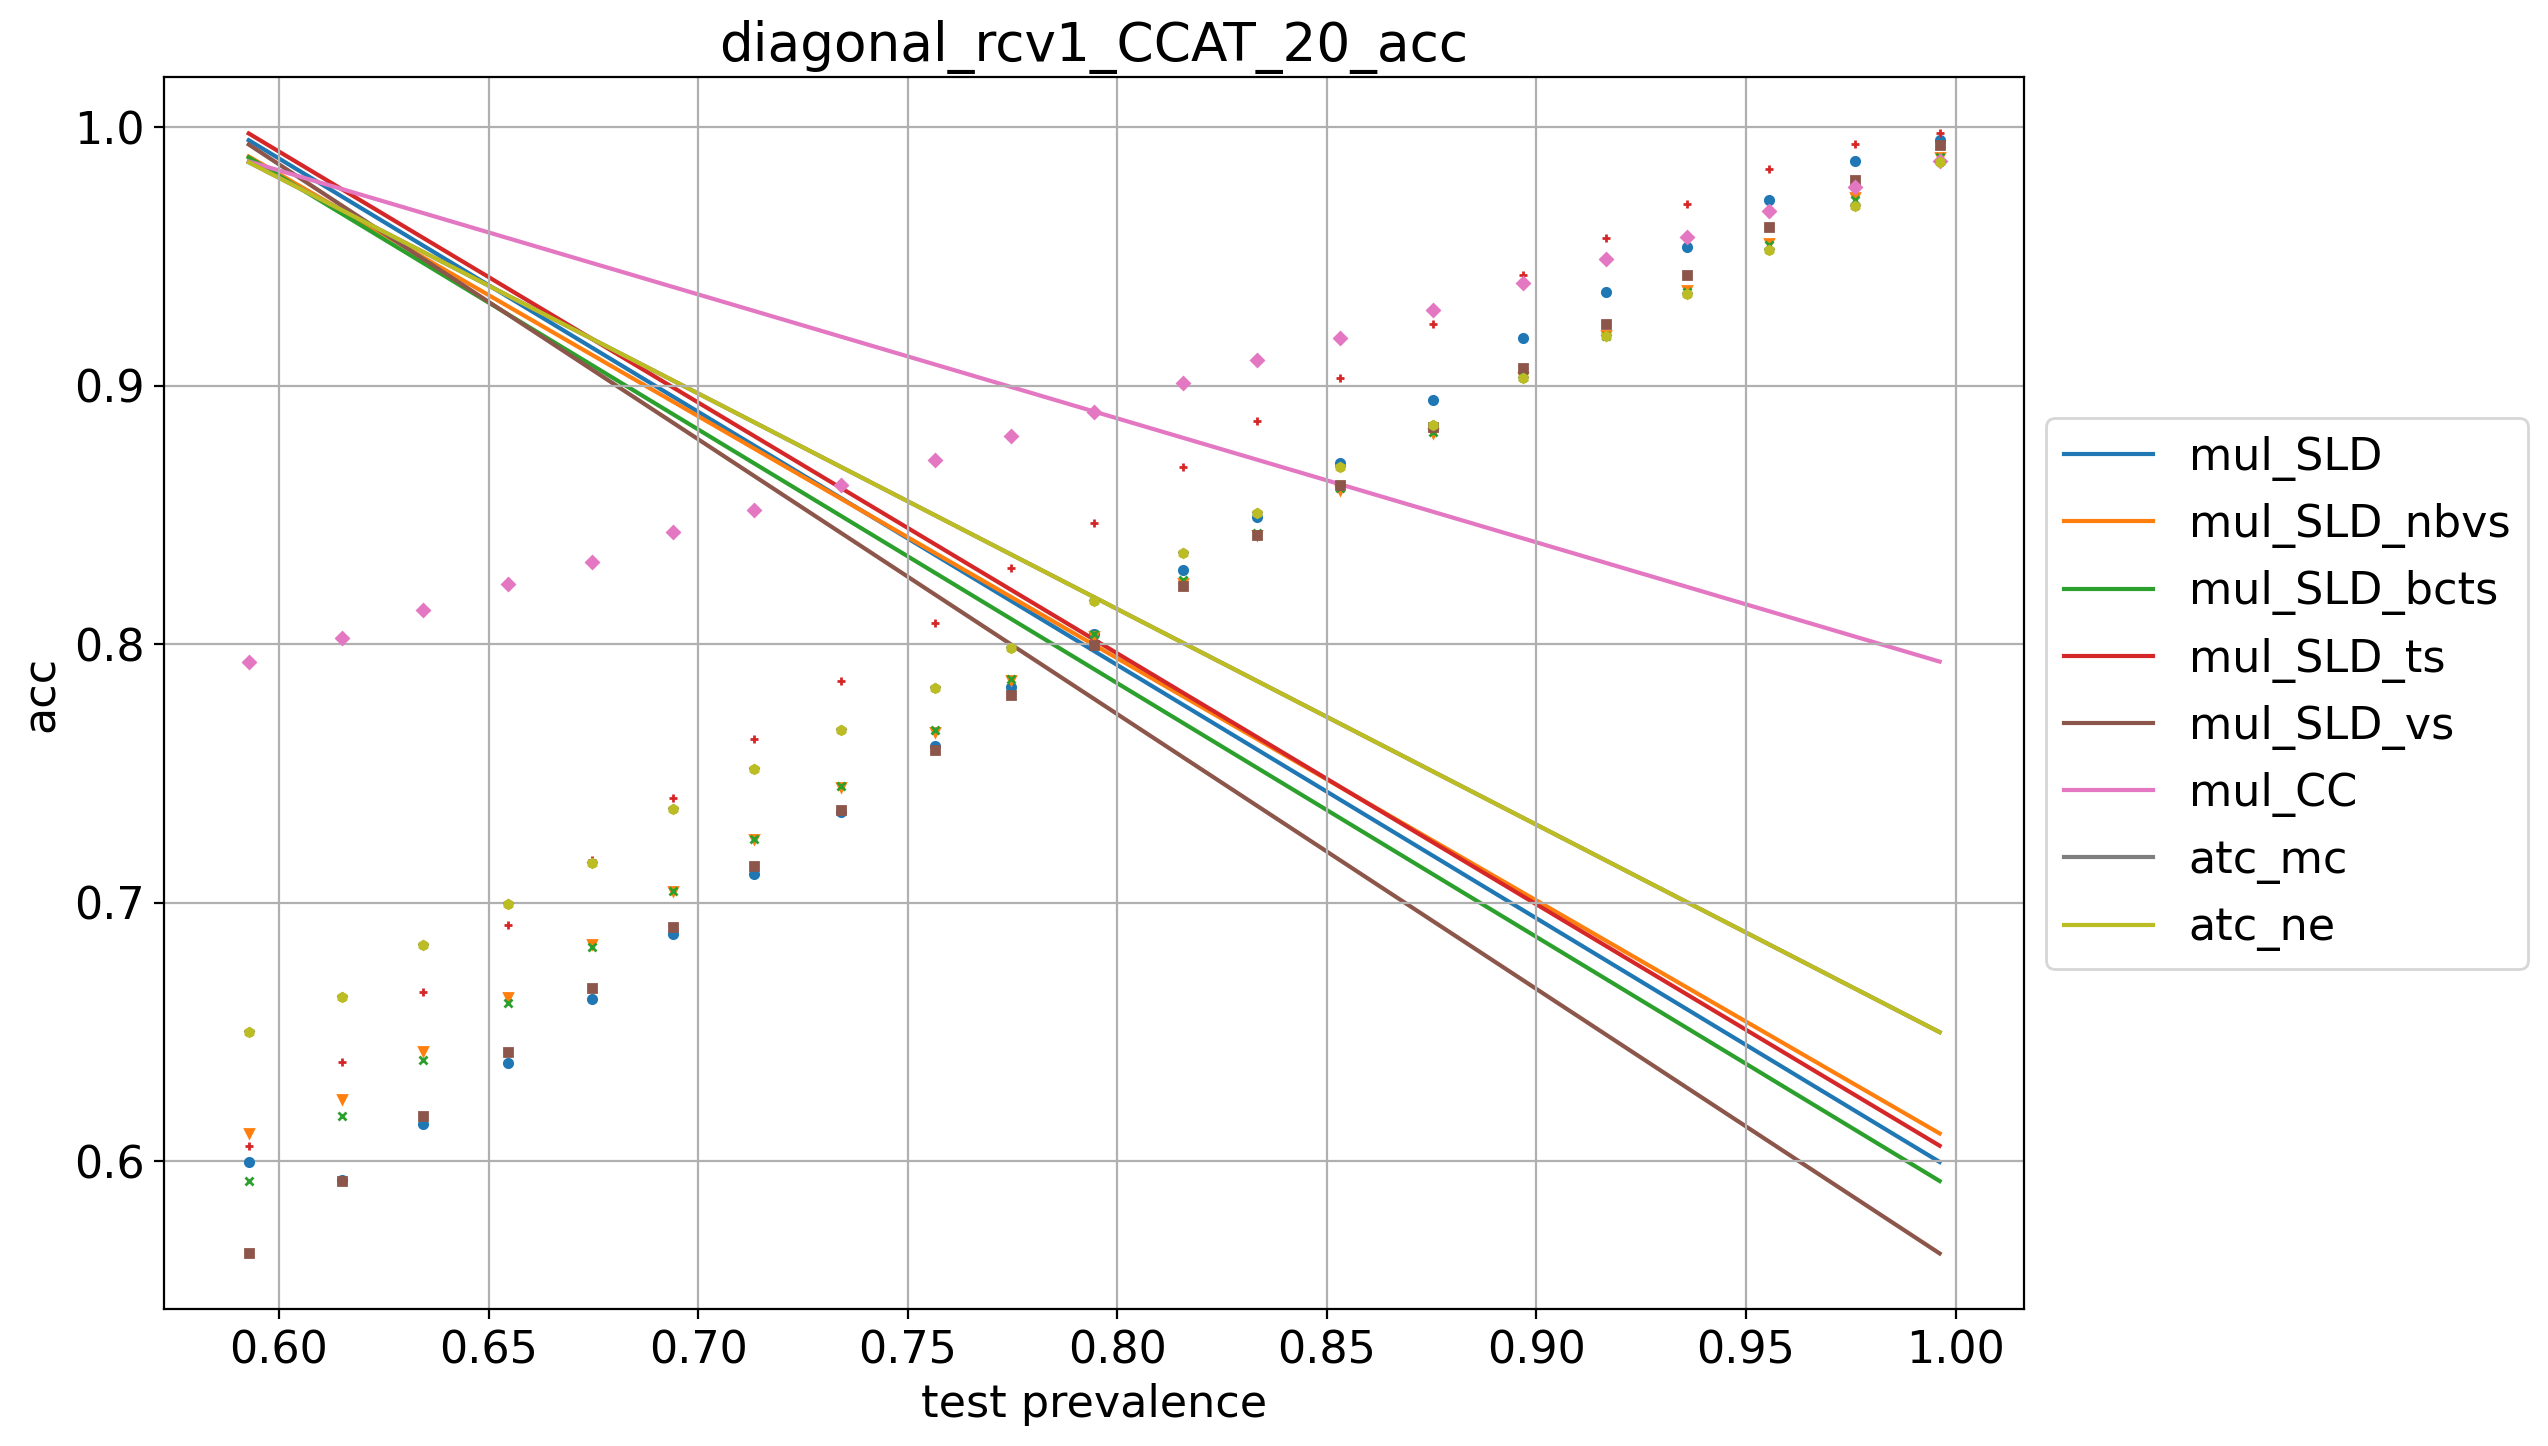 diagonal_rcv1_CCAT_20_acc
1.0
0.9
0.8
0.7
0.6
acc
0.60 0.65 0.70 0.75 0.80 0.85 0.90 0.95 1.00
test prevalence
mul_SLD
mul_SLD_nbvs
mul_SLD_bcts
mul_SLD_ts
mul_SLD_vs
mul_CC
atc_mc
atc_ne